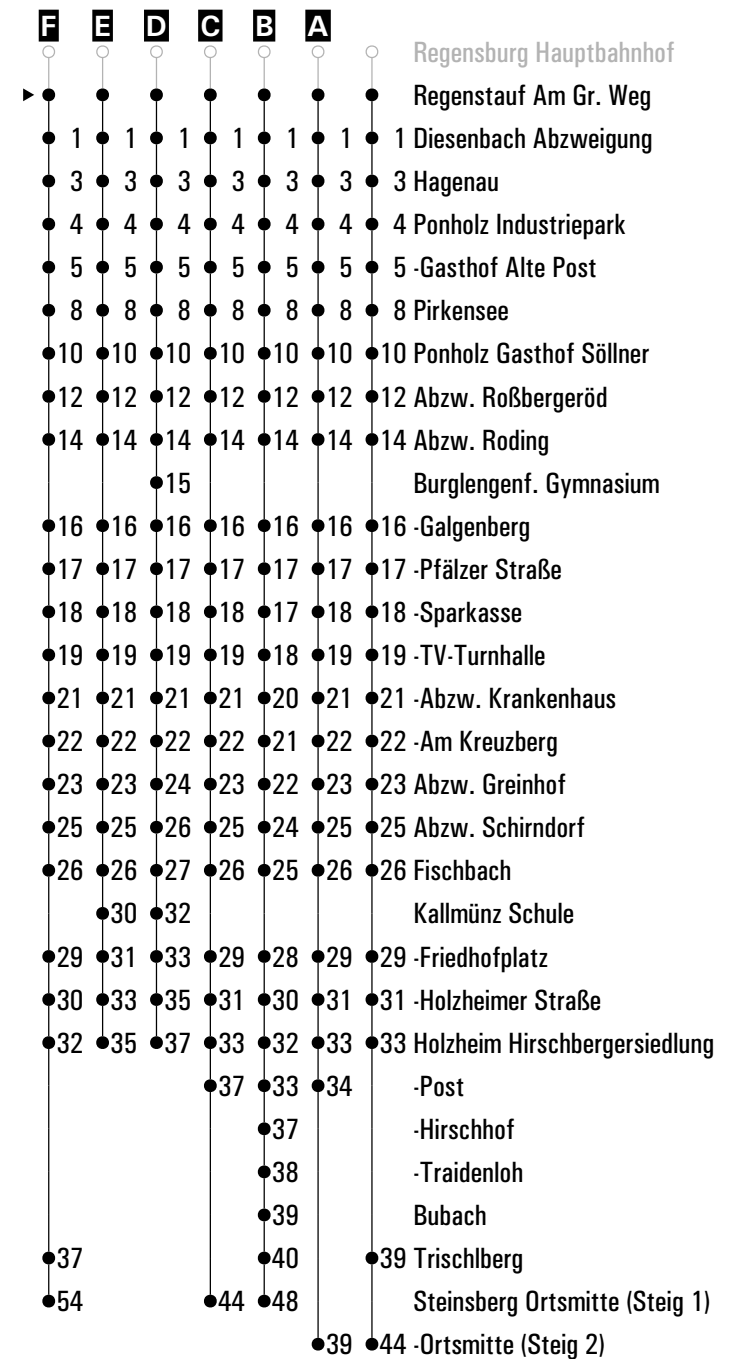 F E D C B A
Regensburg Hauptbahnhof
Regenstauf Am Gr. Weg
1 1 1 1 1 1 1 Diesenbach Abzweigung
3 3 3 3 3 3 3 Hagenau
4 4 4 4 4 4 4 Ponholz Industriepark
5 5 5 5 5 5 5 -Gasthof Alte Post
8 8 8 8 8 8 8 Pirkensee
10 10 10 10 10 10 10 Ponholz Gasthof Söllner
12 12 12 12 12 12 12 Abzw. Roßbergeröd
14 14 14 14 14 14 14 Abzw. Roding
15 Burglengenf. Gymnasium
16 16 16 16 16 16 16 -Galgenberg
17 17 17 17 17 17 17 -Pfälzer Straße
18 18 18 18 17 18 18 -Sparkasse
19 19 19 19 18 19 19 -TV-Turnhalle
21 21 21 21 20 21 21 -Abzw. Krankenhaus
22 22 22 22 21 22 22 -Am Kreuzberg
23 23 24 23 22 23 23 Abzw. Greinhof
25 25 26 25 24 25 25 Abzw. Schirndorf
26 26 27 26 25 26 26 Fischbach
30 32 Kallmünz Schule
29 31 33 29 28 29 29 -Friedhofplatz
30 33 35 31 30 31 31 -Holzheimer Straße
32 35 37 33 32 33 33 Holzheim Hirschbergersiedlung
37 33 34 -Post
37 -Hirschhof
38 -Traidenloh
39 Bubach
37 40 39 Trischlberg
54 44 48 Steinsberg Ortsmitte (Steig 1)
39 44 -Ortsmitte (Steig 2)